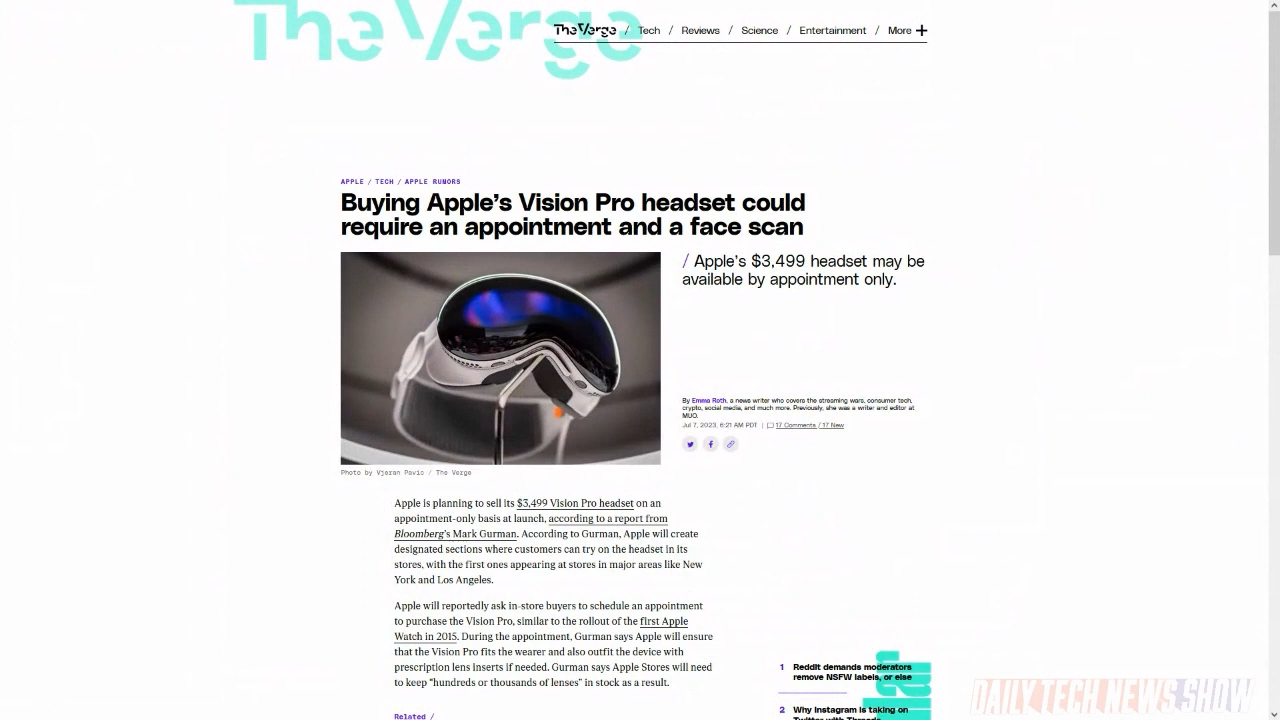 The Verge
The Verge / Tech / Reviews / Science / Entertainment / More +
APPLE / TECH / APPLE RUMORS
Buying Apple's Vision Pro headset could
require an appointment and a face scan
/ Apple's $3,499 headset may be
available by appointment only.
By Emma Roth, a news writer who covers the streaming wars, consumer tech,
crypto, social media, and much more. Previously, she was a writer and editor at
MUO.
Jul 7, 2023, 6:21 AM PDT | 17 Comments / 17 New
Photo by Vjeran Pavic / The Verge
Apple is planning to sell its $3,499 Vision Pro headset on an
appointment-only basis at launch, according to a report from
Bloomberg's Mark Gurman. According to Gurman, Apple will create
designated sections where customers can try on the headset in its
stores, with the first ones appearing at stores in major areas like New
York and Los Angeles.
Apple will reportedly ask in-store buyers to schedule an appointment
to purchase the Vision Pro, similar to the rollout of the first Apple
Watch in 2015. During the appointment, Gurman says Apple will ensure
that the Vision Pro fits the wearer and also outfit the device with
prescription lens inserts if needed. Gurman says Apple Stores will need
to keep “hundreds or thousands of lenses” in stock as a result.
Related /
1 Reddit demands moderators
remove NSFW labels, or else
2 Why Instagram is taking on
Twitter with Threads
DAILY TECH NEWS SHOW